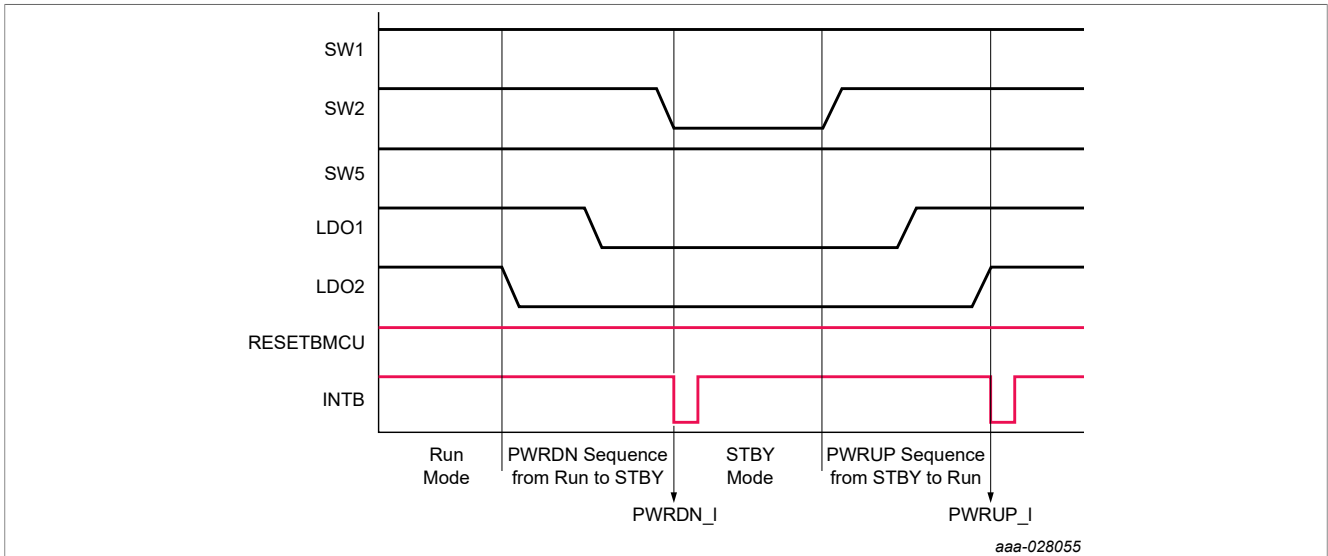 SW1
SW2
SW5
LDO1
LDO2
RESETBMCU
INTB
Run
Mode
PWRDN Sequence
from Run to STBY
STBY
Mode
PWRUP Sequence
from STBY to Run
PWRDN_I
PWRUP_I
aaa-028055